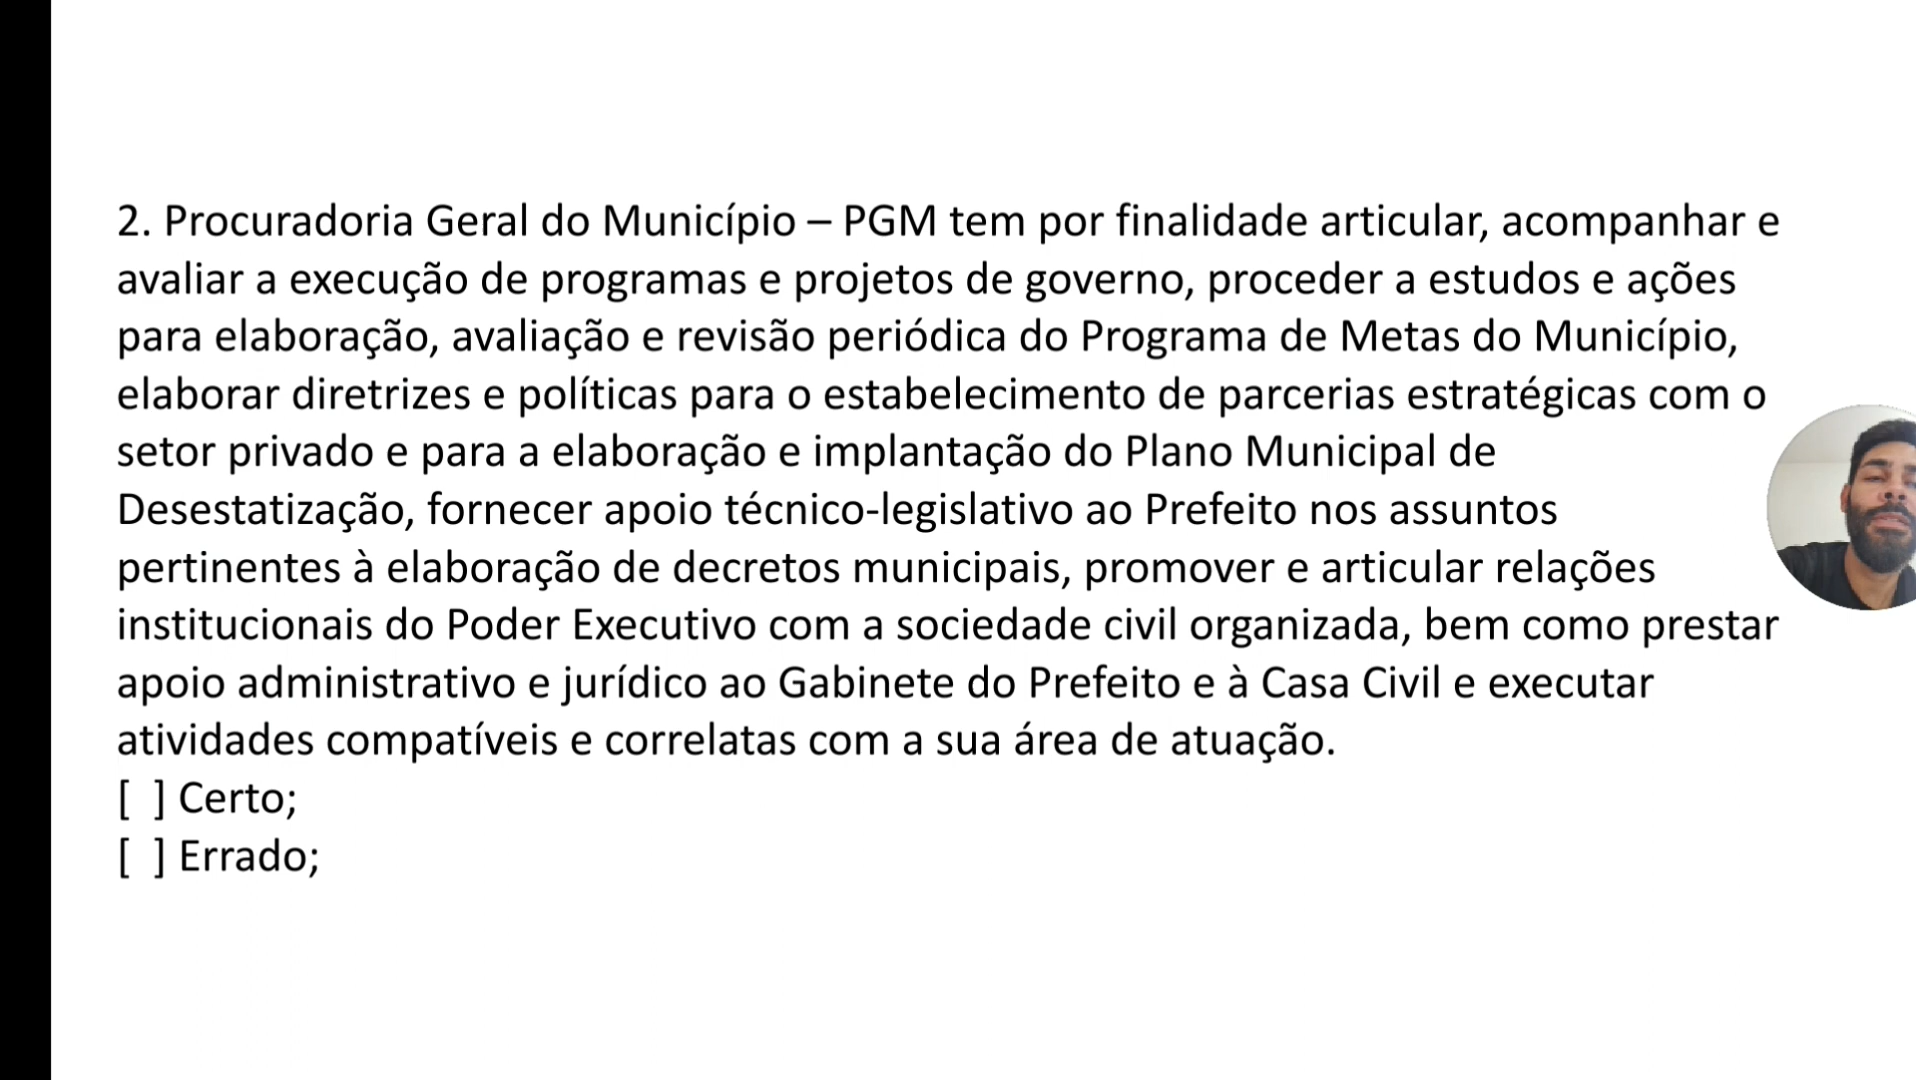 2. Procuradoria Geral do Município – PGM tem por finalidade articular, acompanhar e
avaliar a execução de programas e projetos de governo, proceder a estudos e ações
para elaboração, avaliação e revisão periódica do Programa de Metas do Município,
elaborar diretrizes e políticas para o estabelecimento de parcerias estratégicas com o
setor privado e para a elaboração e implantação do Plano Municipal de
Desestatização, fornecer apoio técnico-legislativo ao Prefeito nos assuntos
pertinentes à elaboração de decretos municipais, promover e articular relações
institucionais do Poder Executivo com a sociedade civil organizada, bem como prestar
apoio administrativo e jurídico ao Gabinete do Prefeito e à Casa Civil e executar
atividades compatíveis e correlatas com a sua área de atuação.
[  ] Certo;
[  ] Errado;